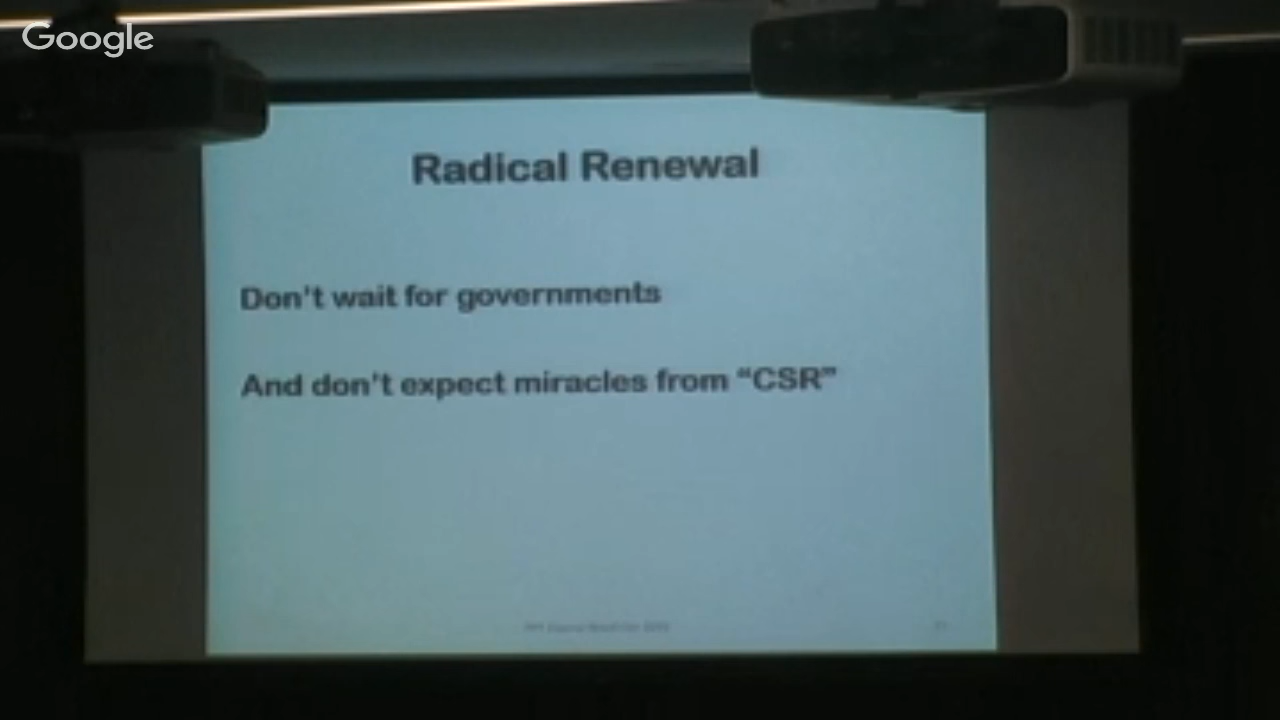 Google
Radical Renewal
Don't wait for governments
And don't expect miracles from “CSR”